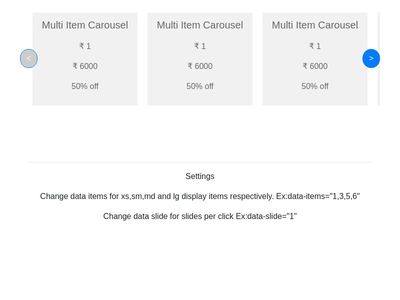 Multi Item Carousel Multi Item Carousel Multi Item Carousel
₹ 1 ₹ 1 ₹ 1
< >
₹ 6000 ₹ 6000 ₹ 6000
50% off 50% off 50% off
Settings
Change data items for xs,sm,md and lg display items respectively. Ex:data-items="1,3,5,6"
Change data slide for slides per click Ex:data-slide="1"